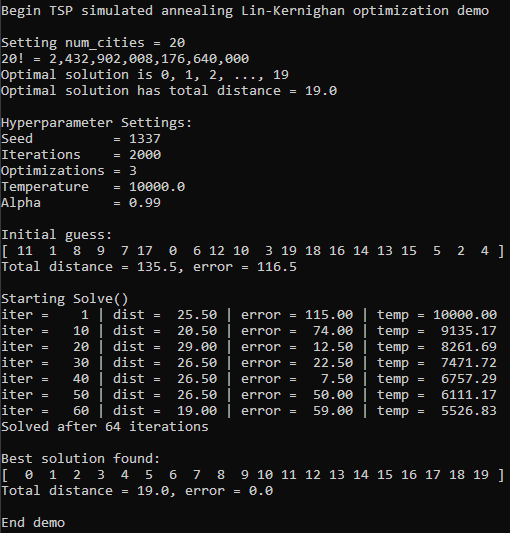 Begin TSP simulated annealing Lin-Kernighan optimization demo
Setting num_cities = 20
20! = 2,432,902,008,176,640,000
Optimal solution is 0, 1, 2, ..., 19
Optimal solution has total distance = 19.0
Hyperparameter Settings:
Seed          = 1337
Iterations    = 2000
Optimizations = 3
Temperature   = 10000.0
Alpha         = 0.99
Initial guess:
[ 11  1  8  9  7 17  0  6 12 10  3 19 18 16 14 13 15  5  2  4 ]
Total distance = 135.5, error = 116.5
Starting Solve()
iter =    1 | dist =  25.50 | error = 115.00 | temp = 10000.00
iter =   10 | dist =  20.50 | error =  74.00 | temp =  9135.17
iter =   20 | dist =  29.00 | error =  12.50 | temp =  8261.69
iter =   30 | dist =  26.50 | error =  22.50 | temp =  7471.72
iter =   40 | dist =  26.50 | error =   7.50 | temp =  6757.29
iter =   50 | dist =  26.50 | error =  50.00 | temp =  6111.17
iter =   60 | dist =  19.00 | error =  59.00 | temp =  5526.83
Solved after 64 iterations
Best solution found:
[  0  1  2  3  4  5  6  7  8  9 10 11 12 13 14 15 16 17 18 19 ]
Total distance = 19.0, error = 0.0
End demo